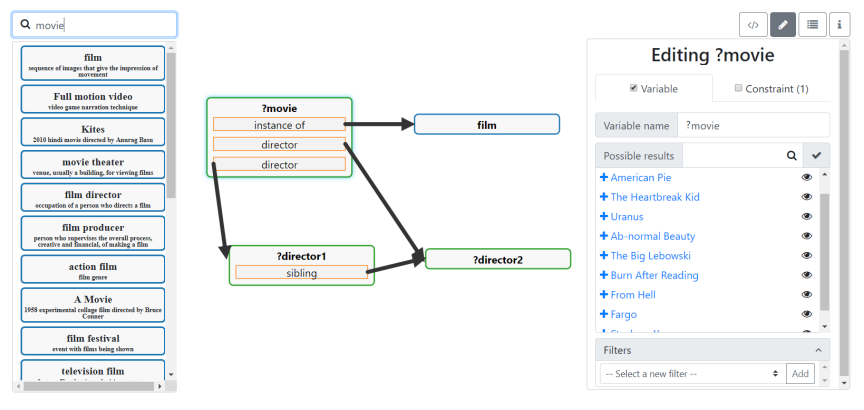 movie
film
sequence of images that give the impression of
movement
Full motion video
video game narration technique
Kites
2010 hindi movie directed by Anurag Basu
movie theater
venue, usually a building, for viewing films
film director
occupation of a person who directs a film
film producer
person who supervises the overall process,
creative and financial, of making a film
action film
film genre
A Movie
1958 experimental collage film directed by Bruce
Conner
film festival
event with films being shown
television film
?movie
instance of
director
director
film
?director1
sibling
?director2
</>
i
Editing ?movie
Variable
Constraint (1)
Variable name
?movie
Possible results
American Pie
The Heartbreak Kid
Uranus
Ab-normal Beauty
The Big Lebowski
Burn After Reading
From Hell
Fargo
Filters
-- Select a new filter --
Add